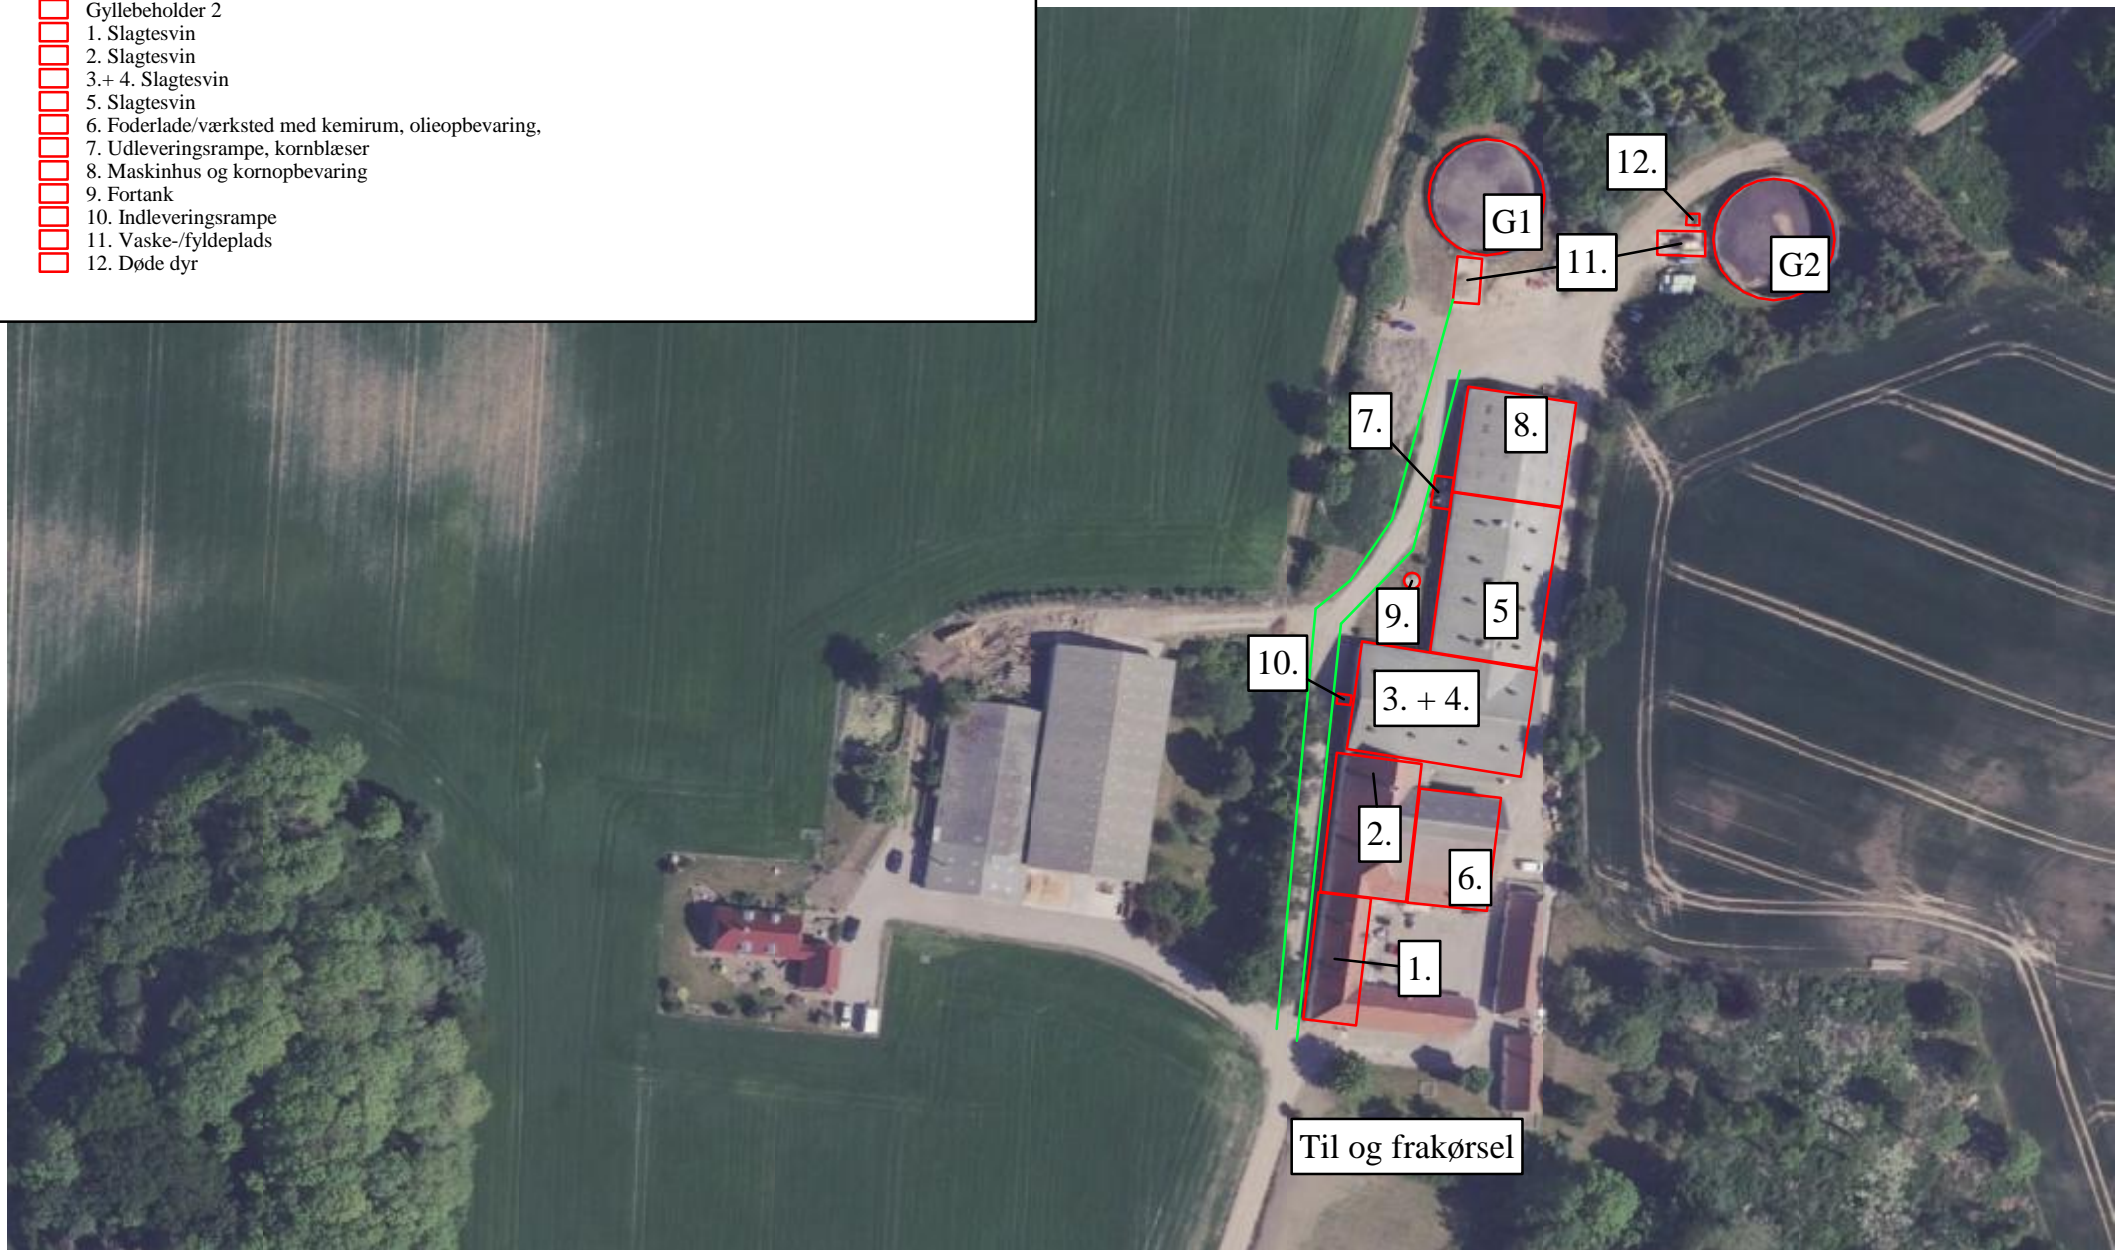 Gyllebeholder 2
1. Slagtesvin
2. Slagtesvin
3.+ 4. Slagtesvin
5. Slagtesvin
6. Foderlade/værksted med kemirum, olieopbevaring,
7. Udleveringsrampe, kornblæser
8. Maskinhus og kornopbevaring
9. Fortank
10. Indleveringsrampe
11. Vaske-/fyldeplads
12. Døde dyr
12.
G1
11.
G2
7.
8.
9.
5
10.
3. + 4.
2.
6.
1.
Til og frakørsel